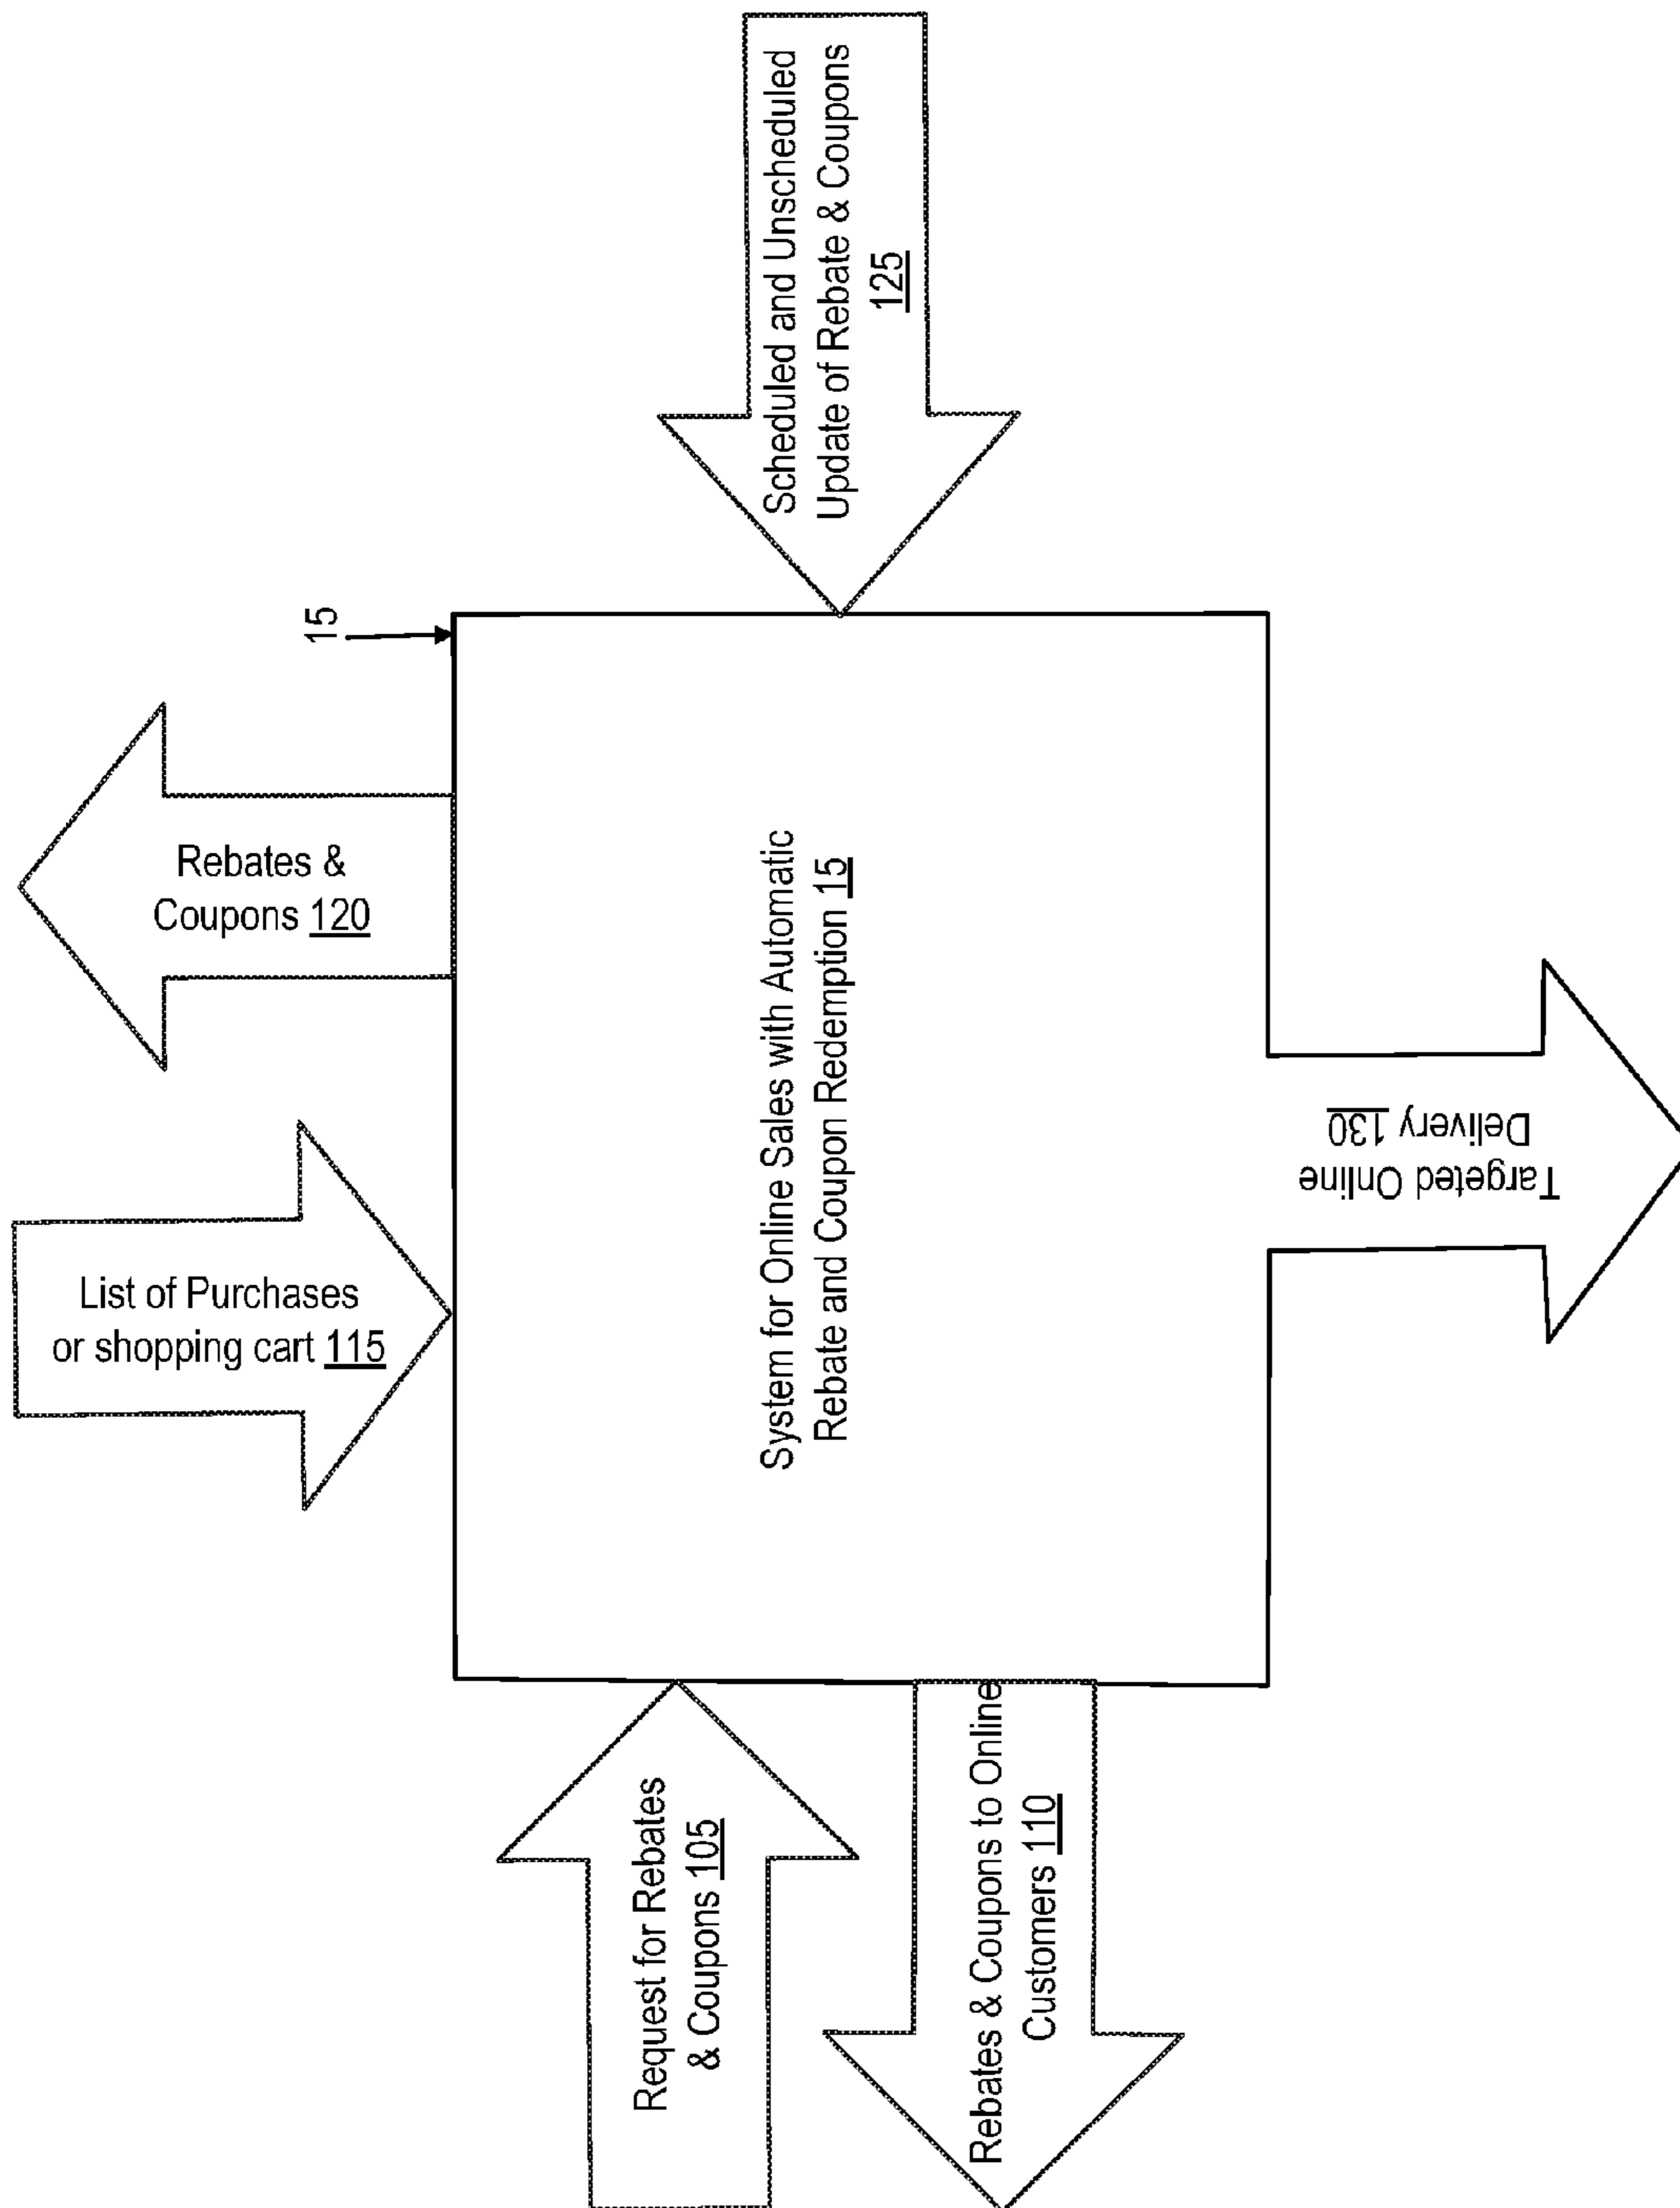 15
Rebates &
Coupons 120
List of Purchases
or shopping cart 115
Scheduled and Unscheduled
Update of Rebate & Coupons
125
System for Online Sales with Automatic
Rebate and Coupon Redemption 15
Request for Rebates
& Coupons 105
Rebates & Coupons to Online
Customers 110
Targeted Online
Delivery 130